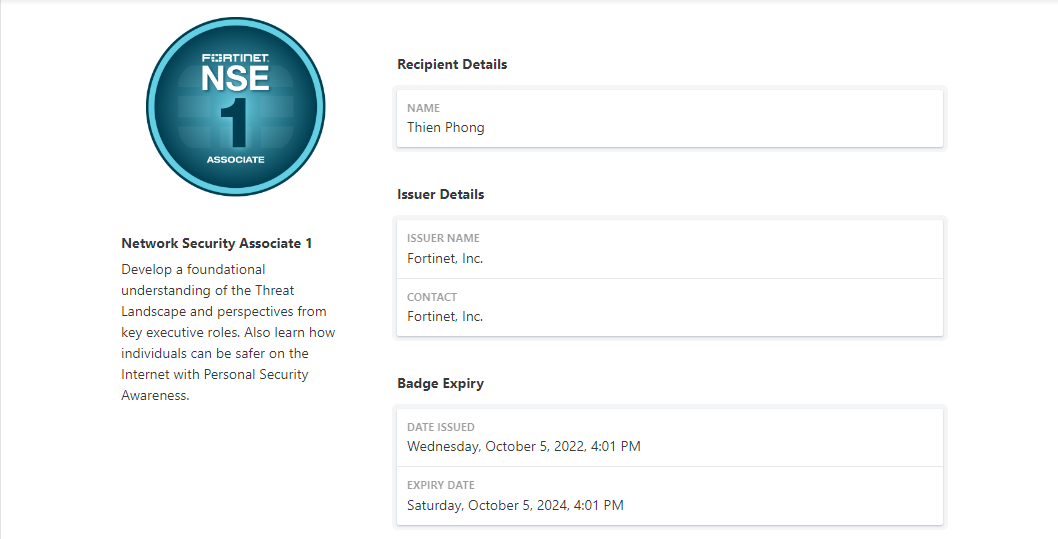 FORTINET
NSE
1
ASSOCIATE
Network Security Associate 1
Develop a foundational
understanding of the Threat
Landscape and perspectives from
key executive roles. Also learn how
individuals can be safer on the
Internet with Personal Security
Awareness.
Recipient Details
NAME
Thien Phong
Issuer Details
ISSUER NAME
Fortinet, Inc.
CONTACT
Fortinet, Inc.
Badge Expiry
DATE ISSUED
Wednesday, October 5, 2022, 4:01 PM
EXPIRY DATE
Saturday, October 5, 2024, 4:01 PM